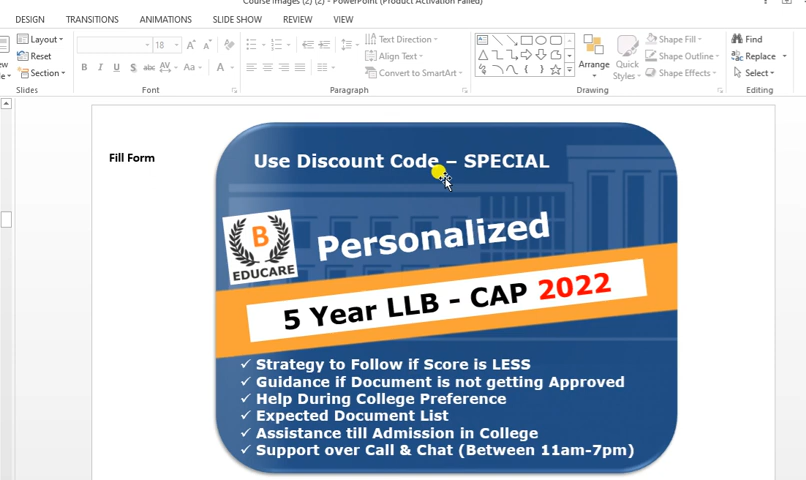 Course Images (2) (2) - PowerPoint (Product Activation Failed)
DESIGN TRANSITIONS ANIMATIONS SLIDE SHOW REVIEW VIEW
Layout
Reset
Section
Slides
18
B I U S abc AV Aa A
Font
Paragraph
Text Direction
Align Text
Convert to SmartArt
Arrange
Quick
Styles
Shape Fill
Shape Outline
Shape Effects
Drawing
Find
Replace
Select
Editing
Fill Form
Use Discount Code – SPECIAL
B
EDUCARE
Personalized
5 Year LLB - CAP 2022
✓ Strategy to Follow if Score is LESS
✓ Guidance if Document is not getting Approved
✓ Help During College Preference
✓ Expected Document List
✓ Assistance till Admission in College
✓ Support over Call & Chat (Between 11am-7pm)